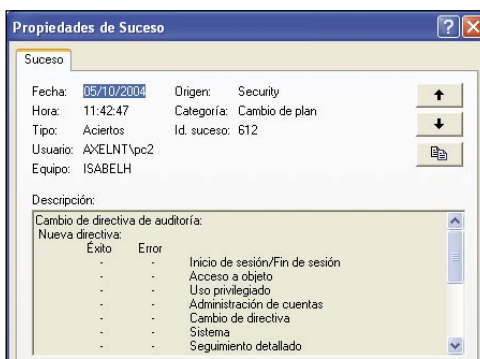 Propiedades de Suceso
Suceso
Fecha: 05/10/2004 Origen: Security
Hora: 11:42:47 Categoría: Cambio de plan
Tipo: Aciertos Id. suceso: 612
Usuario: AXELNT\pc2
Equipo: ISABELH
Descripción:
Cambio de directiva de auditoría:
Nueva directiva:
Éxito Error
- - Inicio de sesión/Fin de sesión
- - Acceso a objeto
- - Uso privilegiado
- - Administración de cuentas
- - Cambio de directiva
- - Sistema
- - Seguimiento detallado